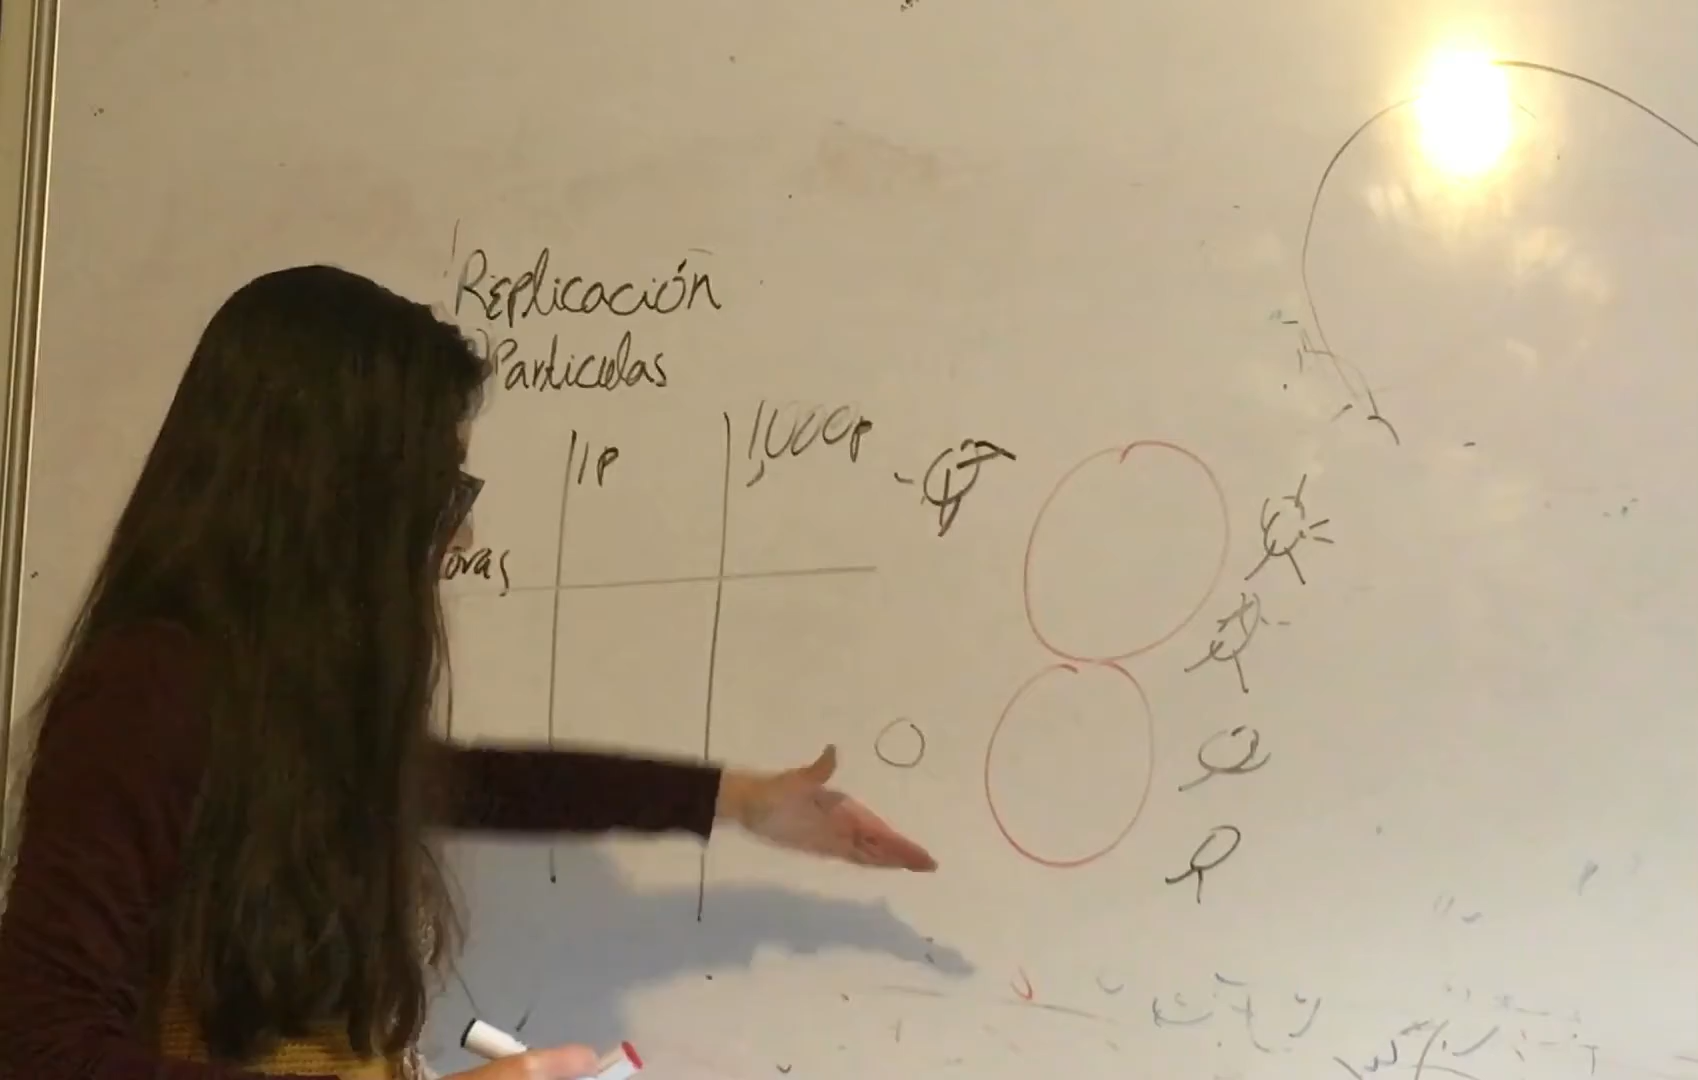 Replicación
Particulas
1p
1,000p
oras